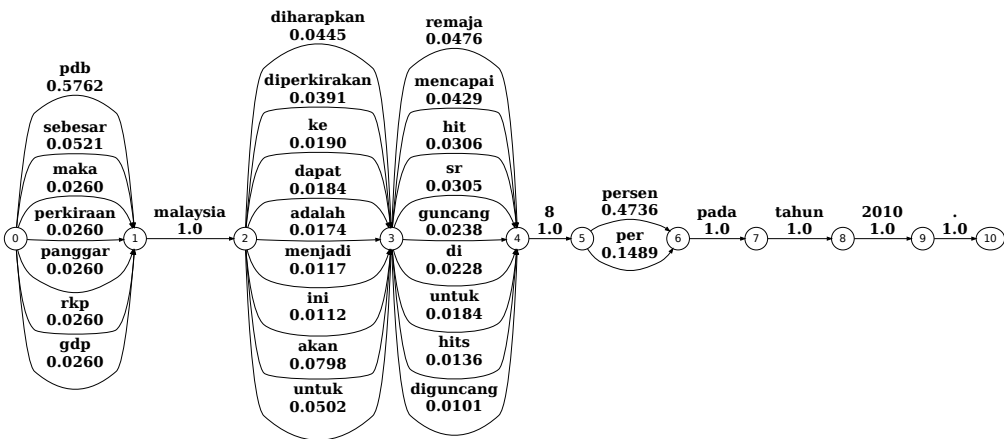 pdb
0.5762
sebesar
0.0521
maka
0.0260
perkiraan
0.0260
panggar
0.0260
rkp
0.0260
gdp
0.0260
malaysia
1.0
diharapkan
0.0445
diperkirakan
0.0391
ke
0.0190
dapat
0.0184
adalah
0.0174
menjadi
0.0117
ini
0.0112
akan
0.0798
untuk
0.0502
remaja
0.0476
mencapai
0.0429
hit
0.0306
sr
0.0305
guncang
0.0238
di
0.0228
untuk
0.0184
hits
0.0136
diguncang
0.0101
8
1.0
persen
0.4736
per
0.1489
pada
1.0
tahun
1.0
2010
1.0
.
1.0
0 1 2 3 4 5 6 7 8 9 10